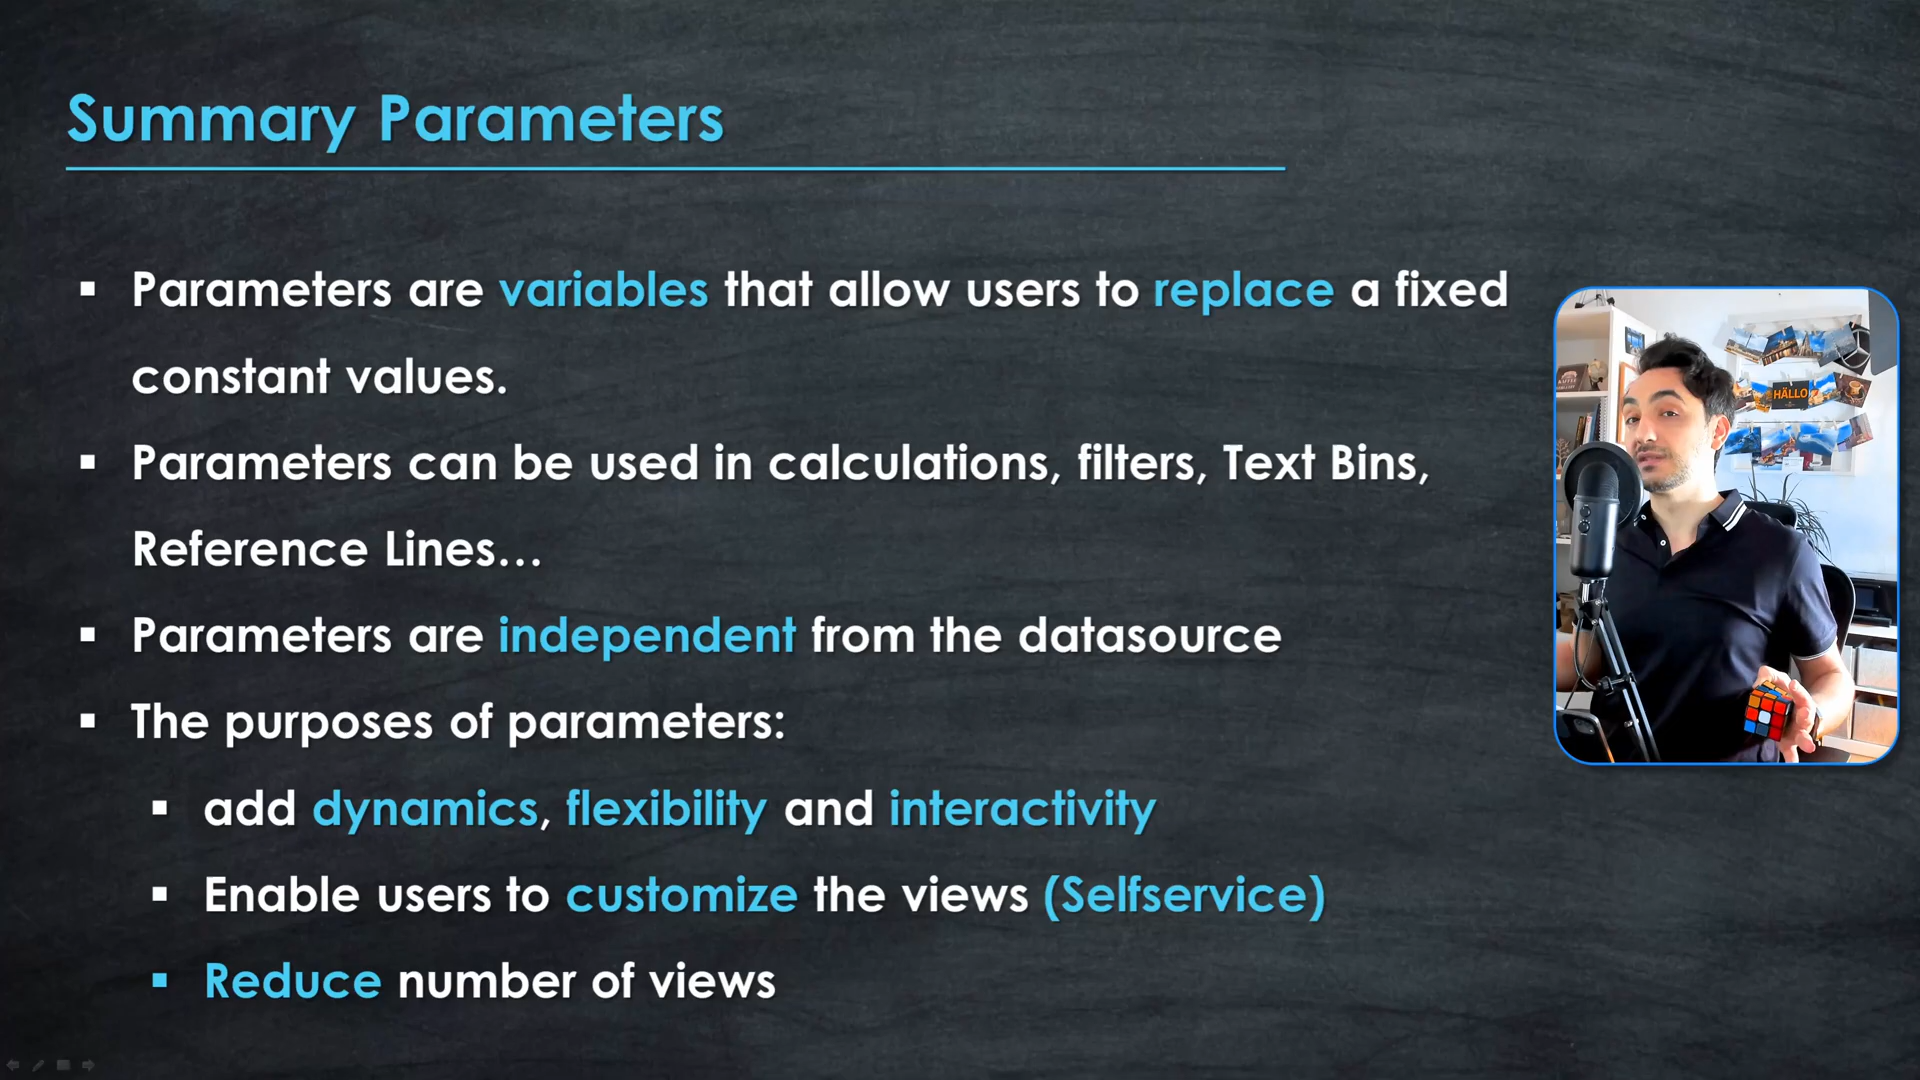 Summary Parameters
▪ Parameters are variables that allow users to replace a fixed
constant values.
▪ Parameters can be used in calculations, filters, Text Bins,
Reference Lines…
▪ Parameters are independent from the datasource
▪ The purposes of parameters:
▪ add dynamics, flexibility and interactivity
▪ Enable users to customize the views (Selfservice)
▪ Reduce number of views
HÄLLO